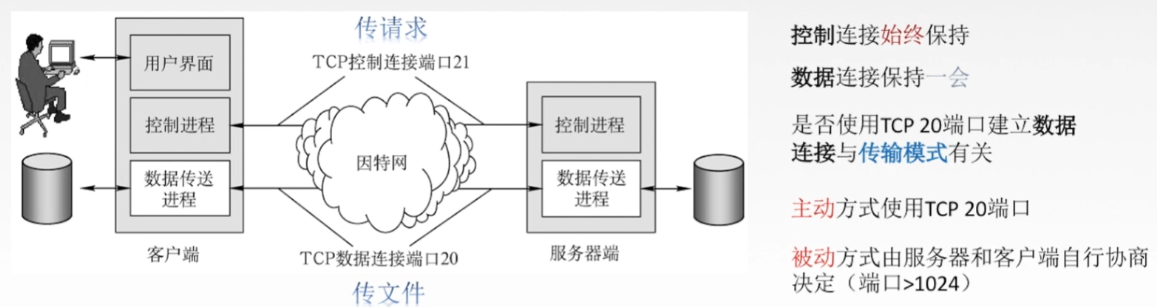 传请求
TCP控制连接端口21
用户界面
控制进程
数据传送
进程
客户端
因特网
控制进程
数据传送
进程
服务器端
TCP数据连接端口20
传文件
控制连接始终保持
数据连接保持一会
是否使用TCP 20端口建立数据
连接与传输模式有关
主动方式使用TCP 20端口
被动方式由服务器和客户端自行协商
决定（端口>1024）